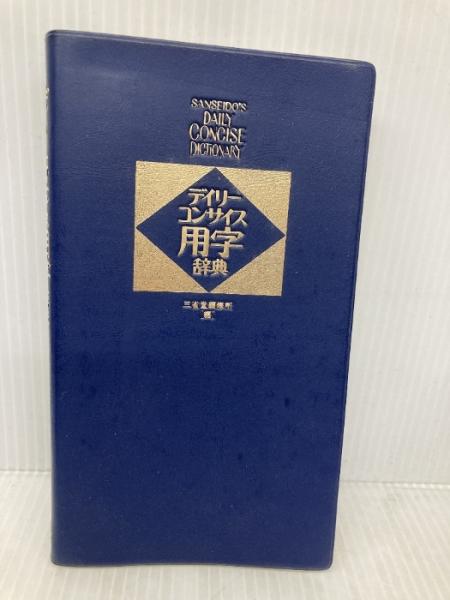 SANSEIDO'S
DAILY
CONCISE
DICTIONARY
デイリー
コンサイス
用字
辞典
三省堂編修所
編